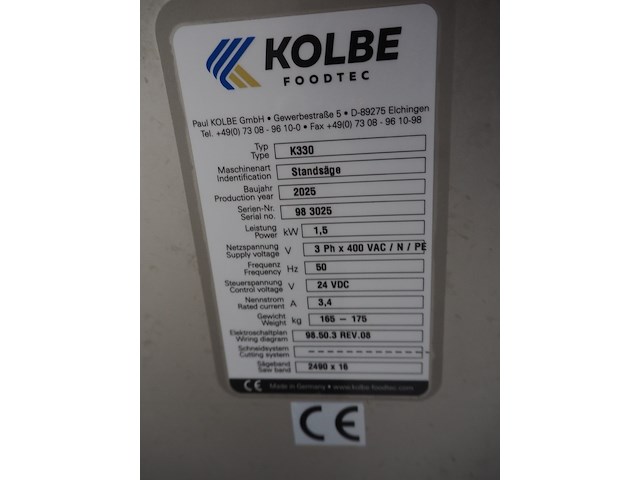 KOLBE
FOODTEC
Paul KOLBE GmbH • Gewerbestraße 5 • D-89275 Elchingen
Tel. +49(0) 73 08 - 96 10-0 • Fax +49(0) 73 08 - 96 10-98
Typ
Type K330
Maschinenart
Indentification Standsäge
Baujahr
Production year 2025
Serien-Nr.
Serial no. 98 3025
Leistung
Power kW 1,5
Netzspannung
Supply voltage V 3 Ph x 400 VAC / N / PE
Frequenz
Frequency Hz 50
Steuerspannung
Control voltage V 24 VDC
Nennstrom
Rated current A 3,4
Gewicht
Weight kg 165 - 175
Elektroschaltplan
Wiring diagram 98.50.3 REV.08
Schneidesystem
Cutting system ----------------
Sägeband
Saw band 2490 x 16
CE Made in Germany • www.kolbe-foodtec.com
CE